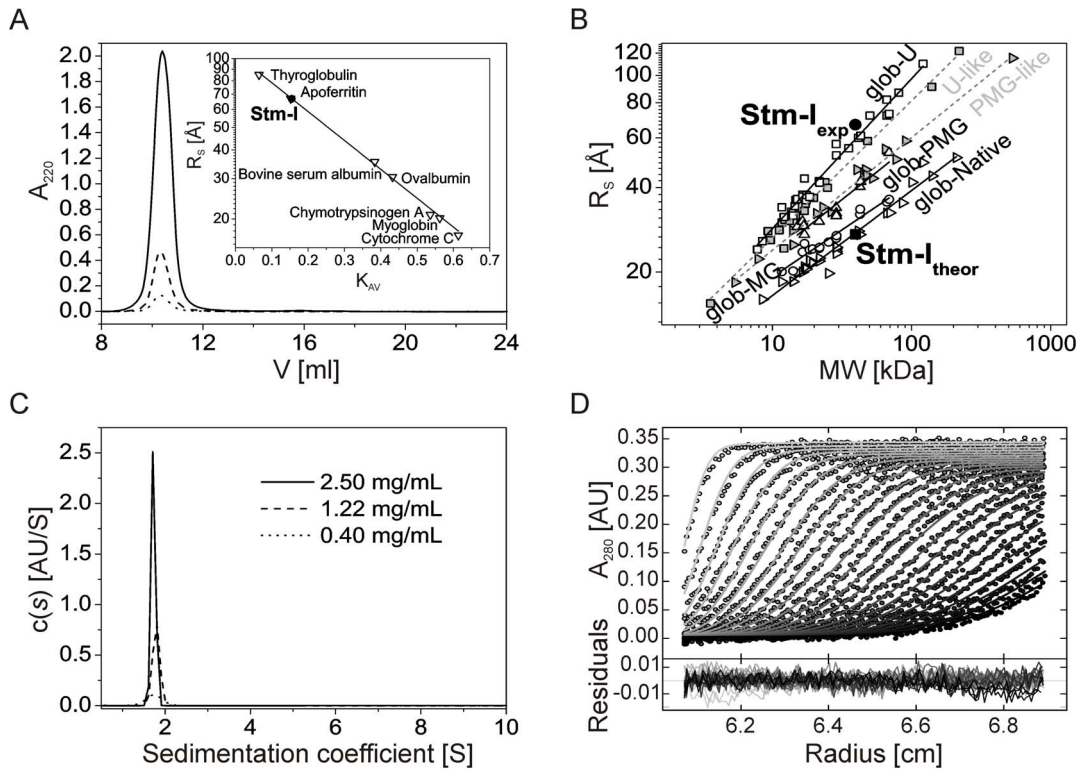 A
A220
2.0
1.8
1.6
1.4
1.2
1.0
0.8
0.6
0.4
0.2
0.0
8 12 16 20 24
V [ml]
RS [Å]
100
90
80
70
60
50
40
30
20
Thyroglobulin
Apoferritin
Stm-I
Bovine serum albumin
Ovalbumin
Chymotrypsinogen A
Myoglobin
Cytochrome C
0.0 0.1 0.2 0.3 0.4 0.5 0.6 0.7
KAV
B
RS [Å]
120
100
80
60
40
20
glob-U
U-like
PMG-like
Stm-Iexp
glob-PMG
glob-Native
Stm-Itheor
glob-MG
10 100 1000
MW [kDa]
C
c(s) [AU/S]
2.5
2.0
1.5
1.0
0.5
0.0
2.50 mg/mL
1.22 mg/mL
0.40 mg/mL
2 4 6 8 10
Sedimentation coefficient [S]
D
A280 [AU]
0.35
0.30
0.25
0.20
0.15
0.10
0.05
0.00
Residuals
0.01
-0.01
6.2 6.4 6.6 6.8
Radius [cm]